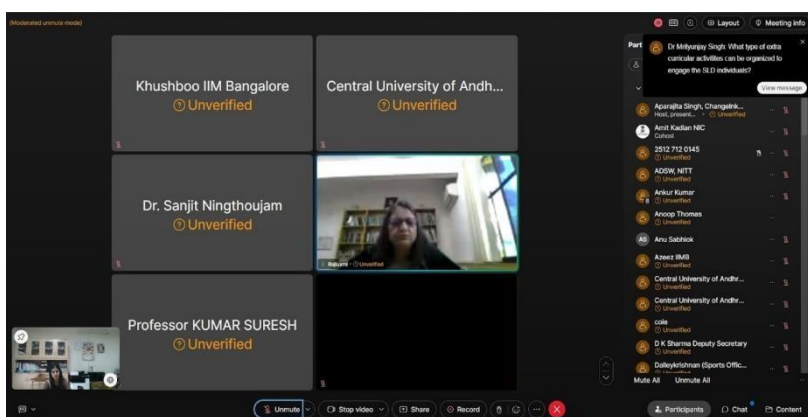 (Moderated unmute mode)
Layout
Meeting info
Khushboo IIM Bangalore
Unverified
Central University of Andh...
Unverified
Dr. Sanjit Ningthoujam
Unverified
Unverified
Professor KUMAR SURESH
Unverified
Part
Dr Mrityunjay Singh: What type of extra
curricular activities can be organized to
engage the SLD individuals?
View message
Aparajita Singh, ChangeInk...
Host, present... • Unverified
Amit Kadian NIC
Cohost
2512 712 0145
Unverified
ADSW, NITT
Unverified
Ankur Kumar
Unverified
Anoop Thomas
Unverified
AS Anu Sabhlok
Azeez IIMB
Unverified
Central University of Andhr...
Unverified
Central University of Andhr...
Unverified
cole
Unverified
D K Sharma Deputy Secretary
Unverified
Dalleykrishnan (Sports Offic...
Unverified
Mute All Unmute All
Unmute
Stop video
Share
Record
Participants
Chat
Content